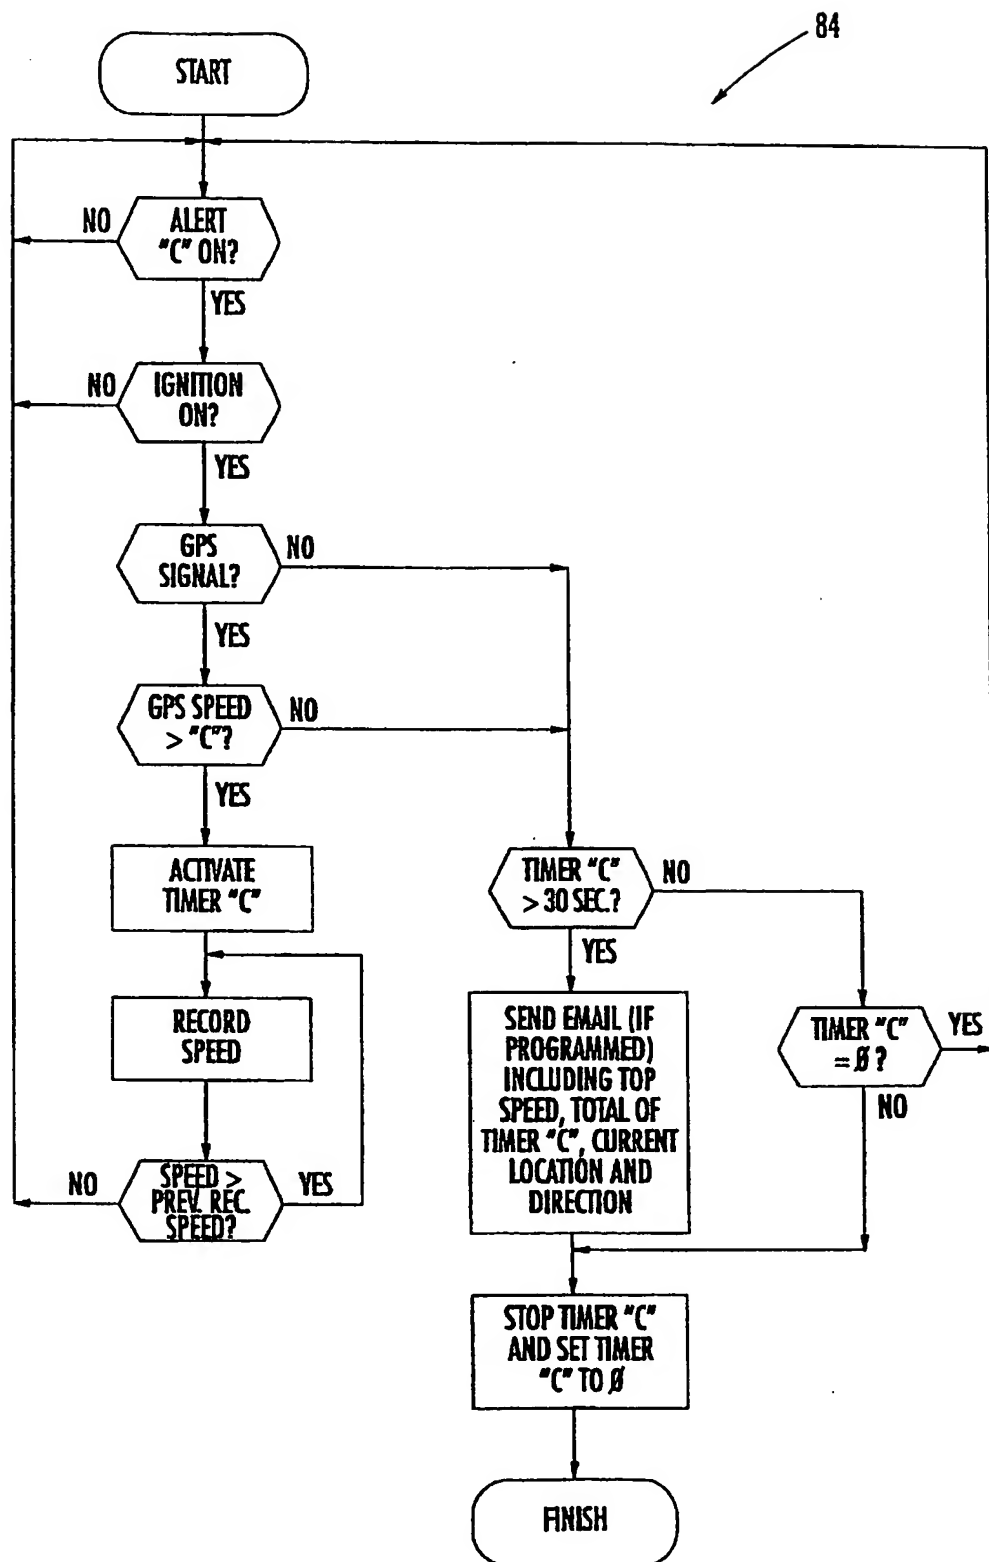 84
START
NO
ALERT
"C" ON?
YES
NO
IGNITION
ON?
YES
GPS
SIGNAL?
NO
YES
GPS SPEED
> "C"?
NO
YES
ACTIVATE
TIMER "C"
RECORD
SPEED
NO
SPEED >
PREV. REC.
SPEED?
YES
TIMER "C"
> 30 SEC.?
NO
YES
SEND EMAIL (IF
PROGRAMMED)
INCLUDING TOP
SPEED, TOTAL OF
TIMER "C", CURRENT
LOCATION AND
DIRECTION
TIMER "C"
= Ø ?
YES
NO
STOP TIMER "C"
AND SET TIMER
"C" TO Ø
FINISH